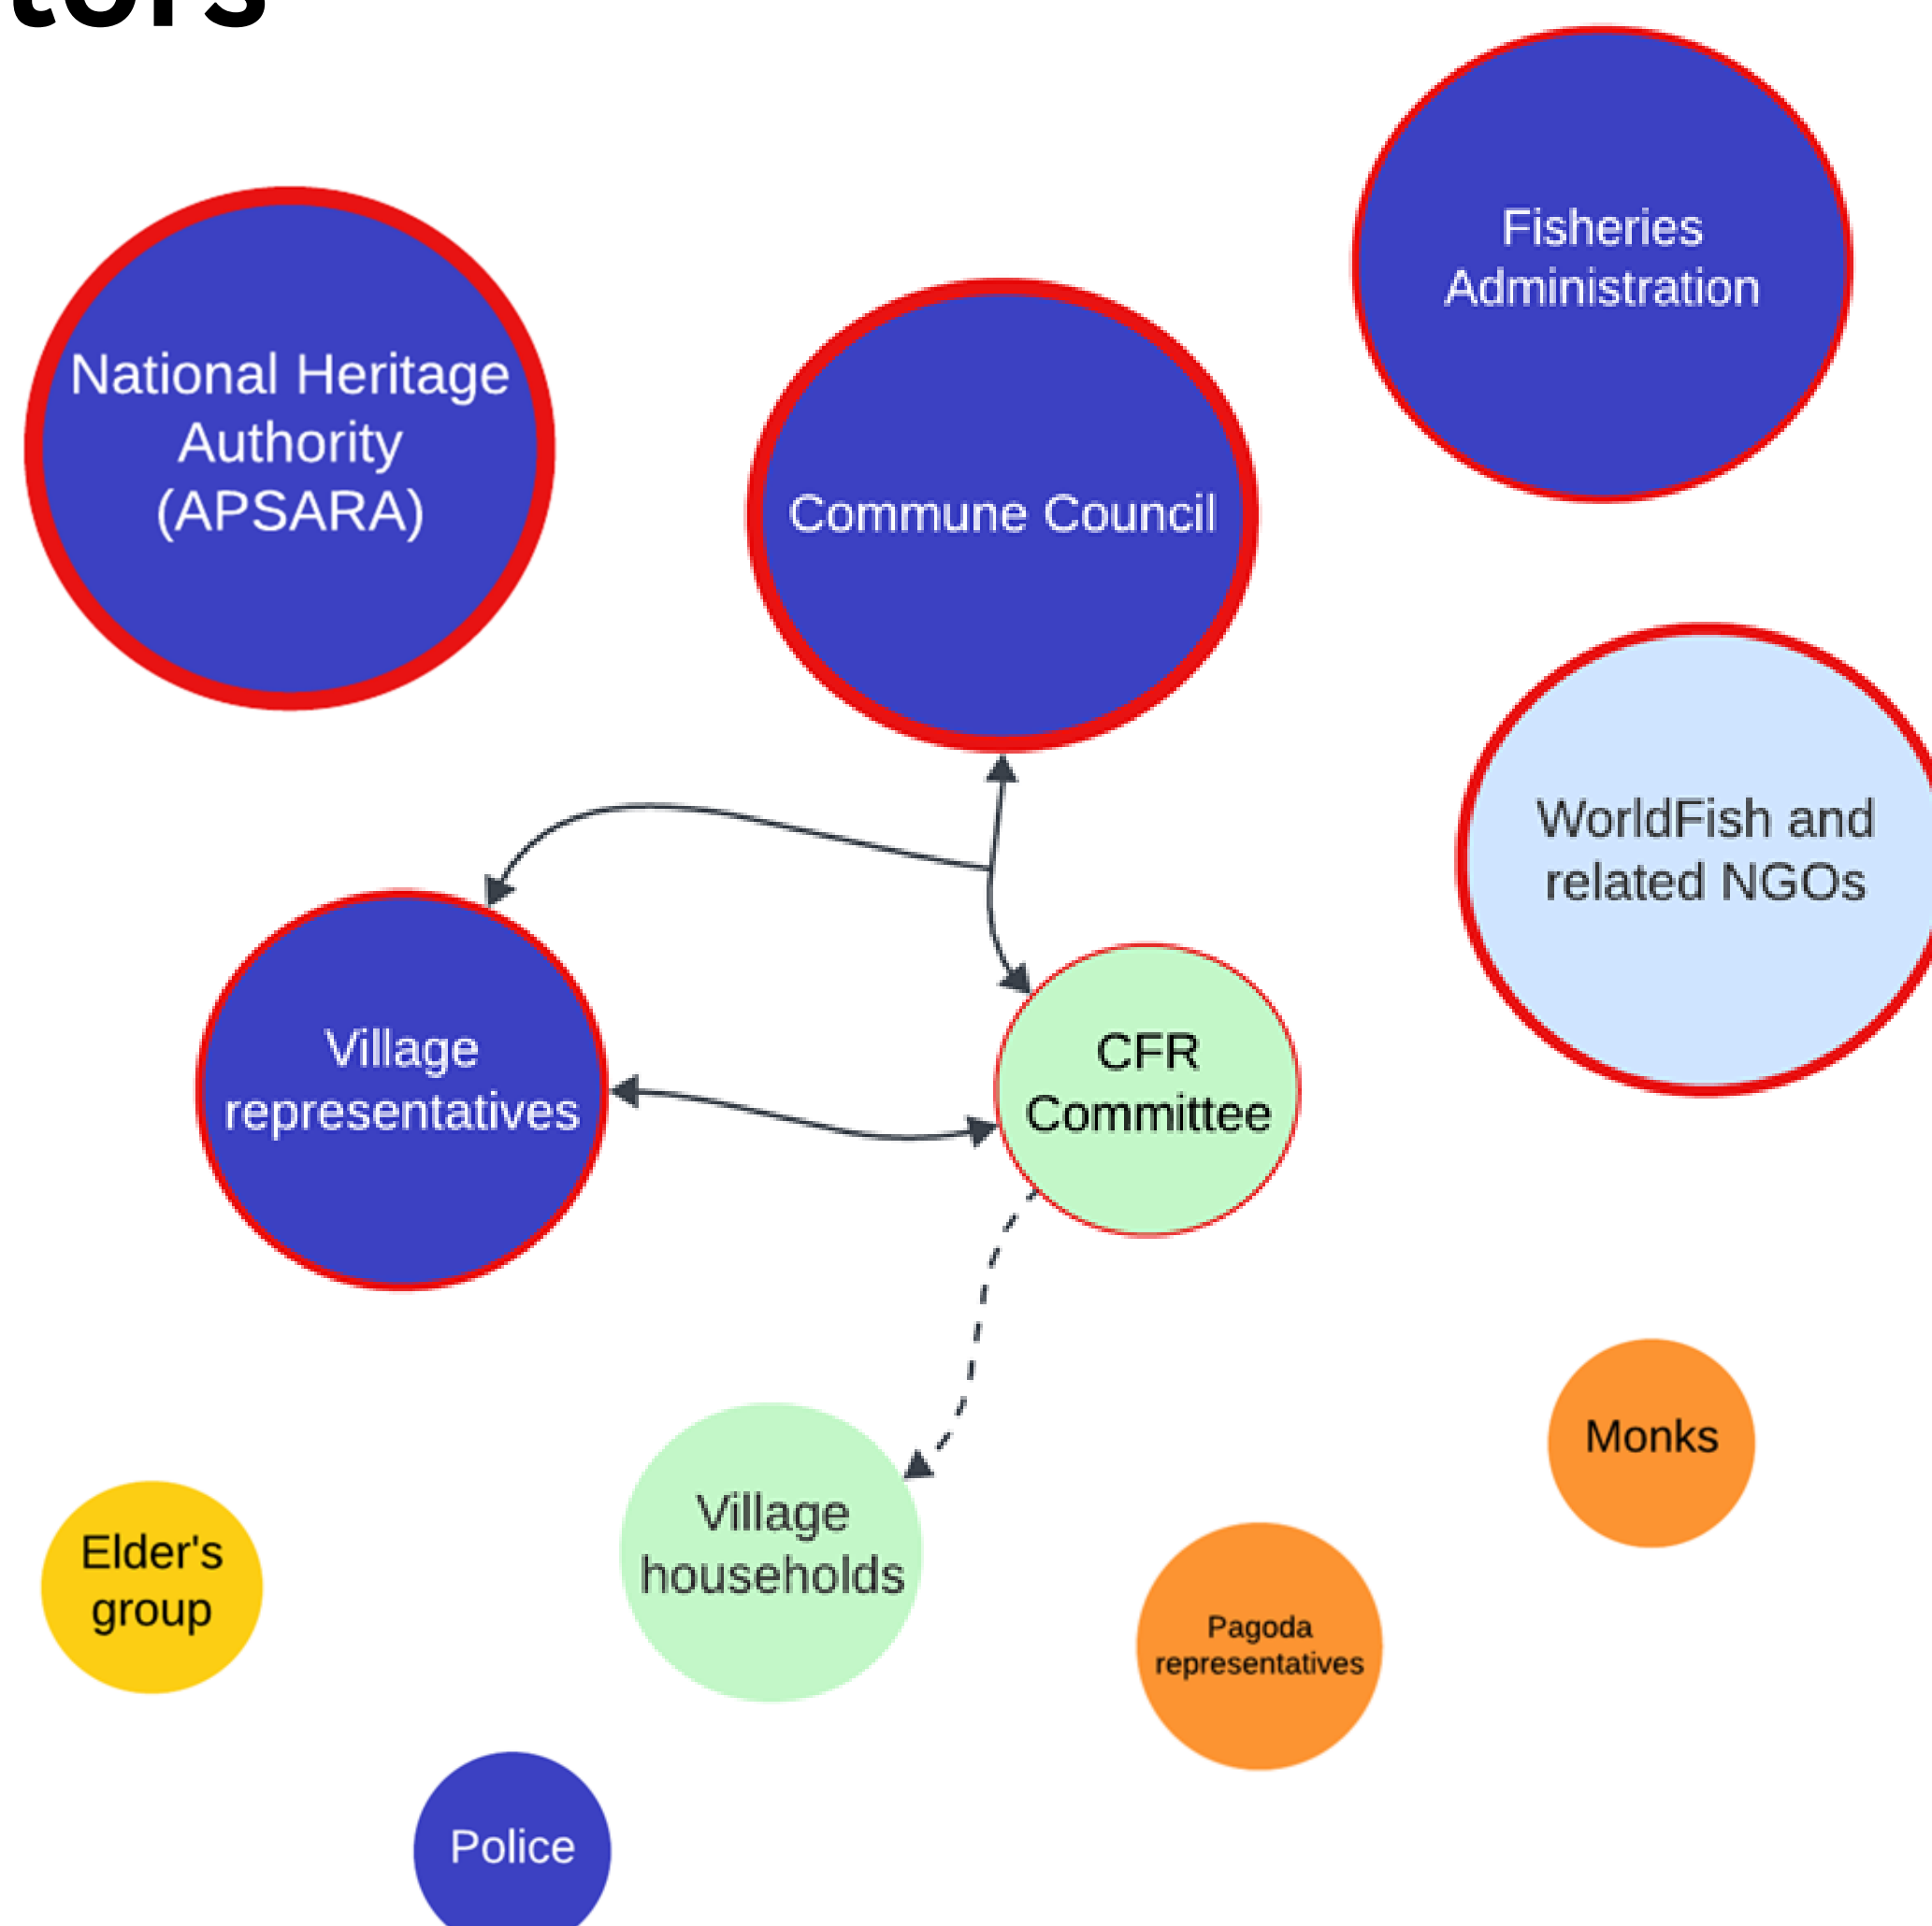 tors
Fisheries
Administration
National Heritage
Authority
(APSARA)
Commune Council
WorldFish and
related NGOs
Village
representatives
CFR
Committee
Monks
Village
households
Elder's
group
Pagoda
representatives
Police